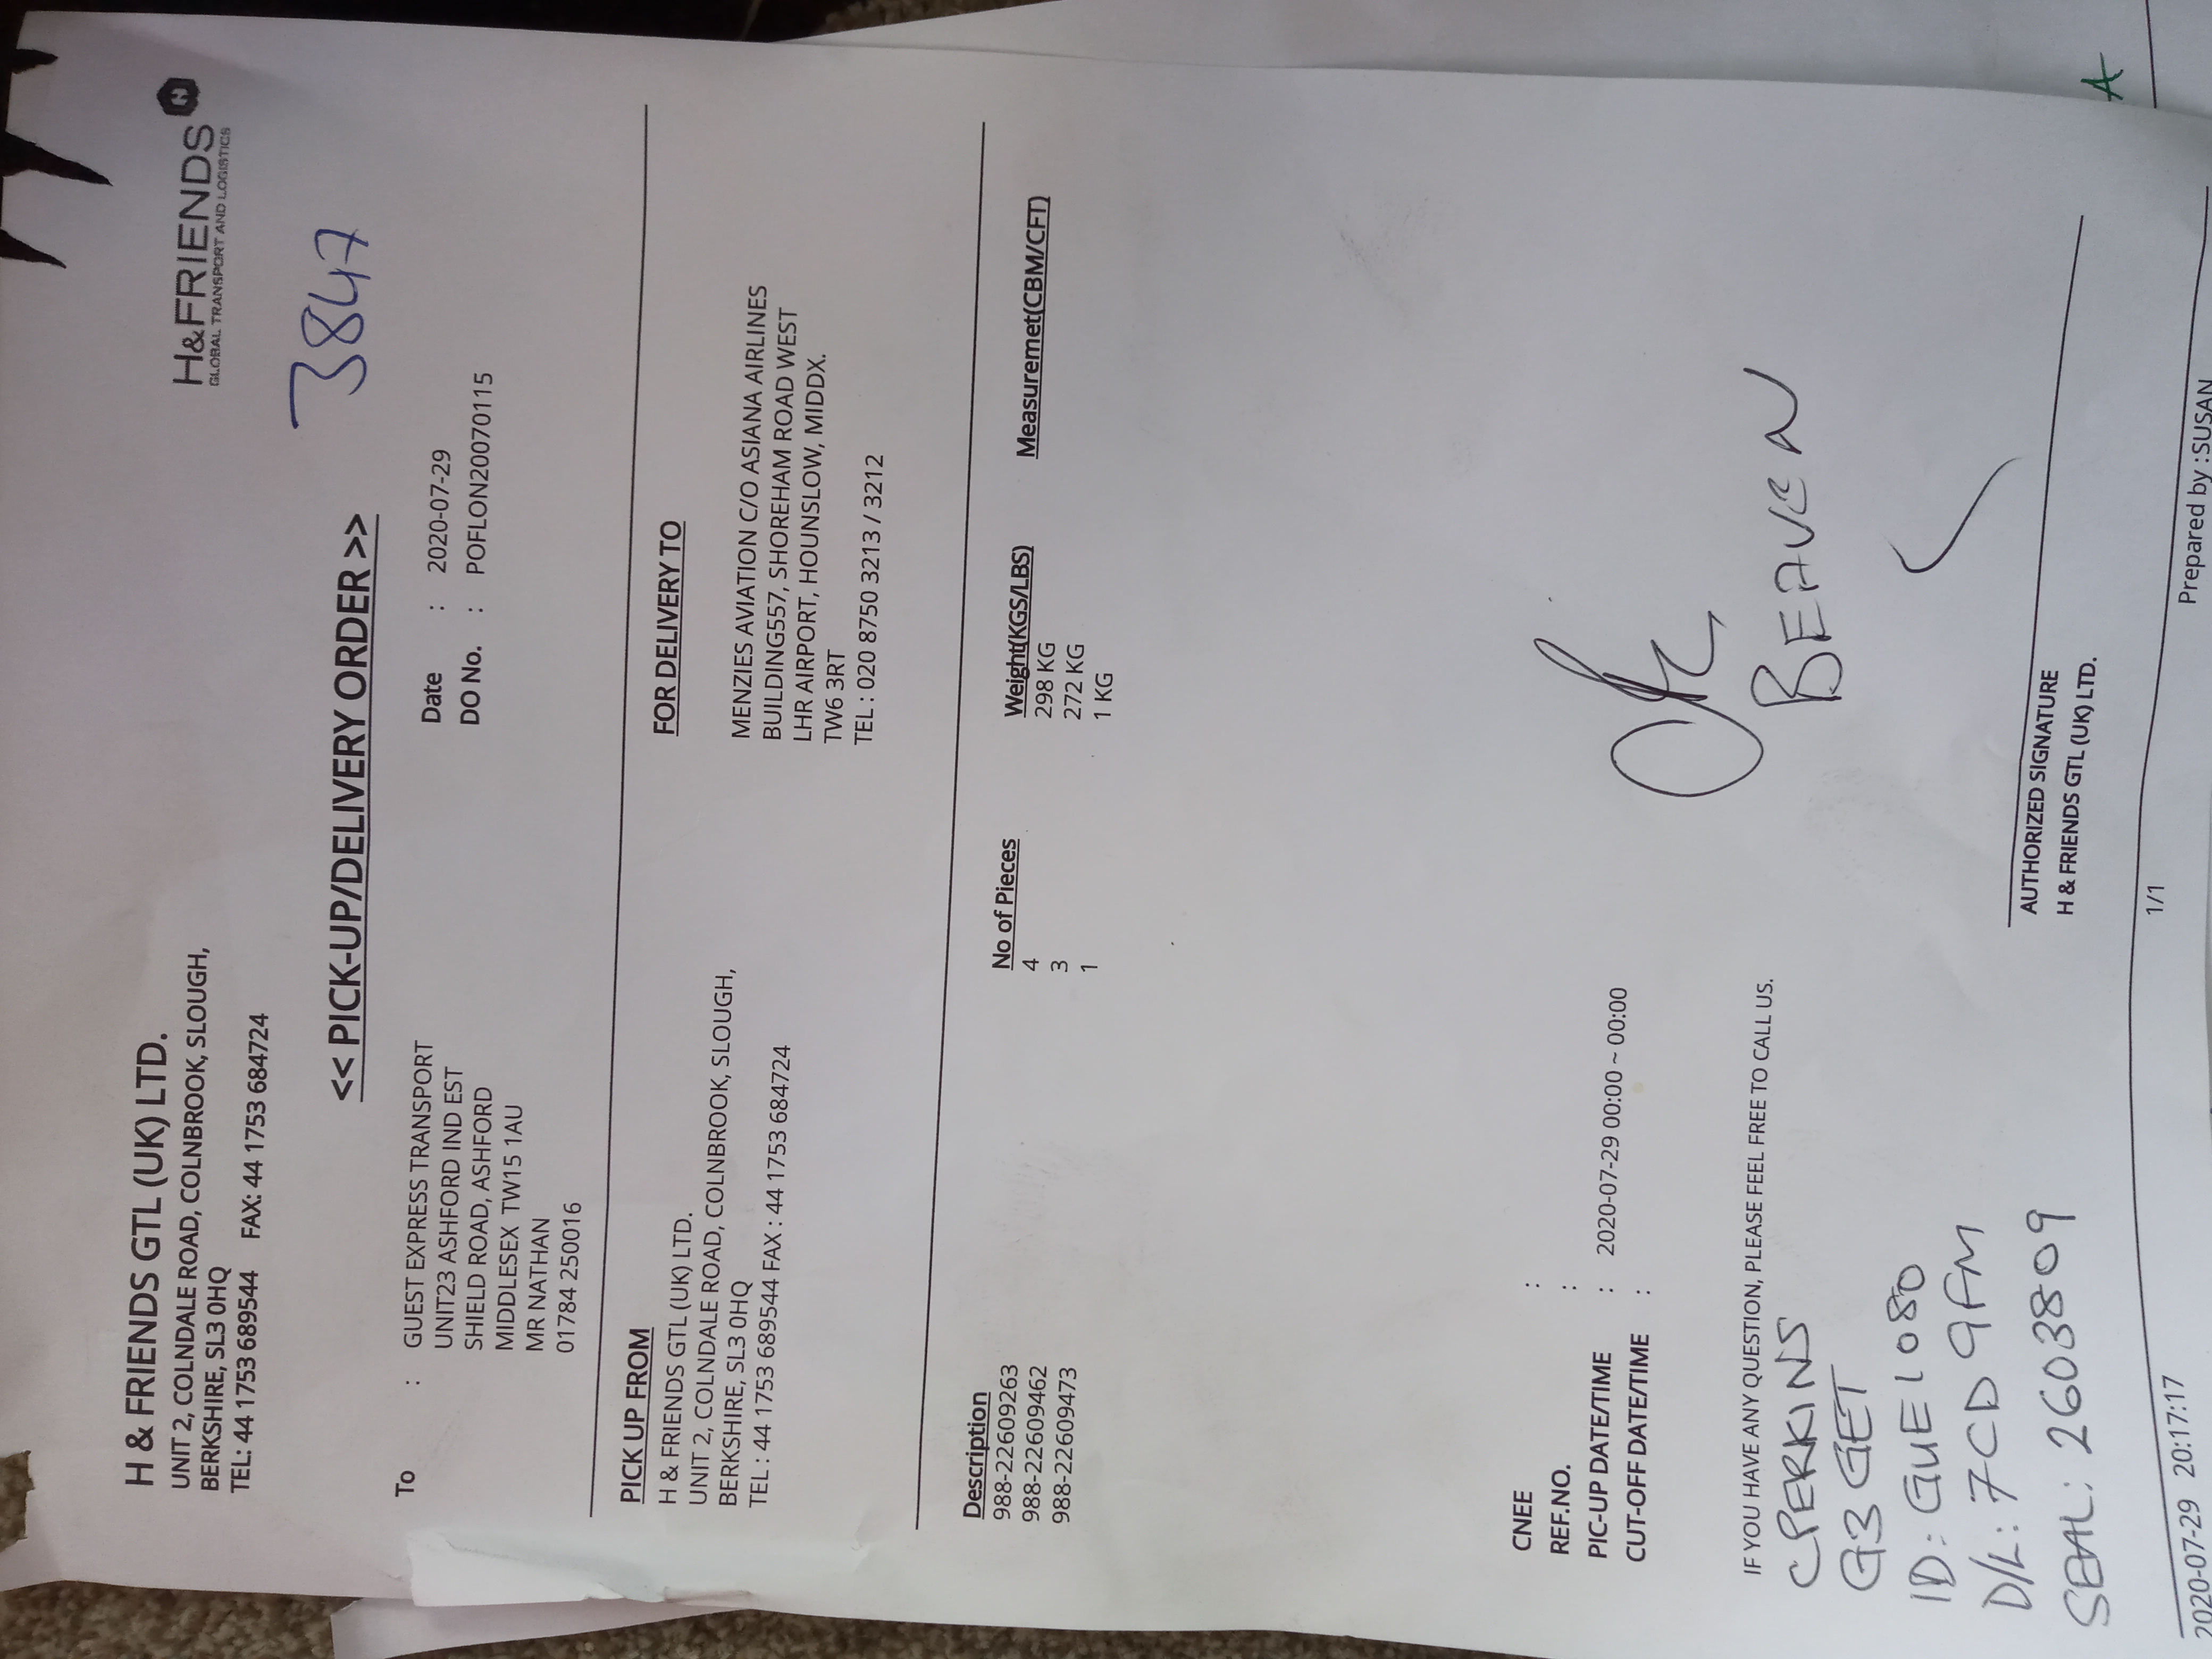 H & FRIENDS GTL (UK) LTD.
UNIT 2, COLNDALE ROAD, COLNBROOK, SLOUGH,
BERKSHIRE, SL3 0HQ
TEL: 44 1753 689544 FAX: 44 1753 684724
H&FRIENDS
GLOBAL TRANSPORT AND LOGISTICS
3847
<< PICK-UP/DELIVERY ORDER >>
To : GUEST EXPRESS TRANSPORT
UNIT23 ASHFORD IND EST
SHIELD ROAD, ASHFORD
MIDDLESEX TW15 1AU
MR NATHAN
01784 250016
Date : 2020-07-29
DO No. : POFLON20070115
PICK UP FROM
H & FRIENDS GTL (UK) LTD.
UNIT 2, COLNDALE ROAD, COLNBROOK, SLOUGH,
BERKSHIRE, SL3 0HQ
TEL : 44 1753 689544 FAX : 44 1753 684724
FOR DELIVERY TO
MENZIES AVIATION C/O ASIANA AIRLINES
BUILDING557, SHOREHAM ROAD WEST
LHR AIRPORT, HOUNSLOW, MIDDX.
TW6 3RT
TEL : 020 8750 3213 / 3212
Description No of Pieces Weight(KGS/LBS) Measuremet(CBM/CFT)
988-22609263 4 298 KG
988-22609462 3 272 KG
988-22609473 1 1 KG
CNEE :
REF.NO. :
PIC-UP DATE/TIME : 2020-07-29 00:00 ~ 00:00
CUT-OFF DATE/TIME :
IF YOU HAVE ANY QUESTION, PLEASE FEEL FREE TO CALL US.
C PERKINS
G3 GET
ID: GUE1080
D/L: 7CD 9FM
SEAL: 2603809
BEAVEN
AUTHORIZED SIGNATURE
H & FRIENDS GTL (UK) LTD.
2020-07-29 20:17:17 1/1 Prepared by :SUSAN
A